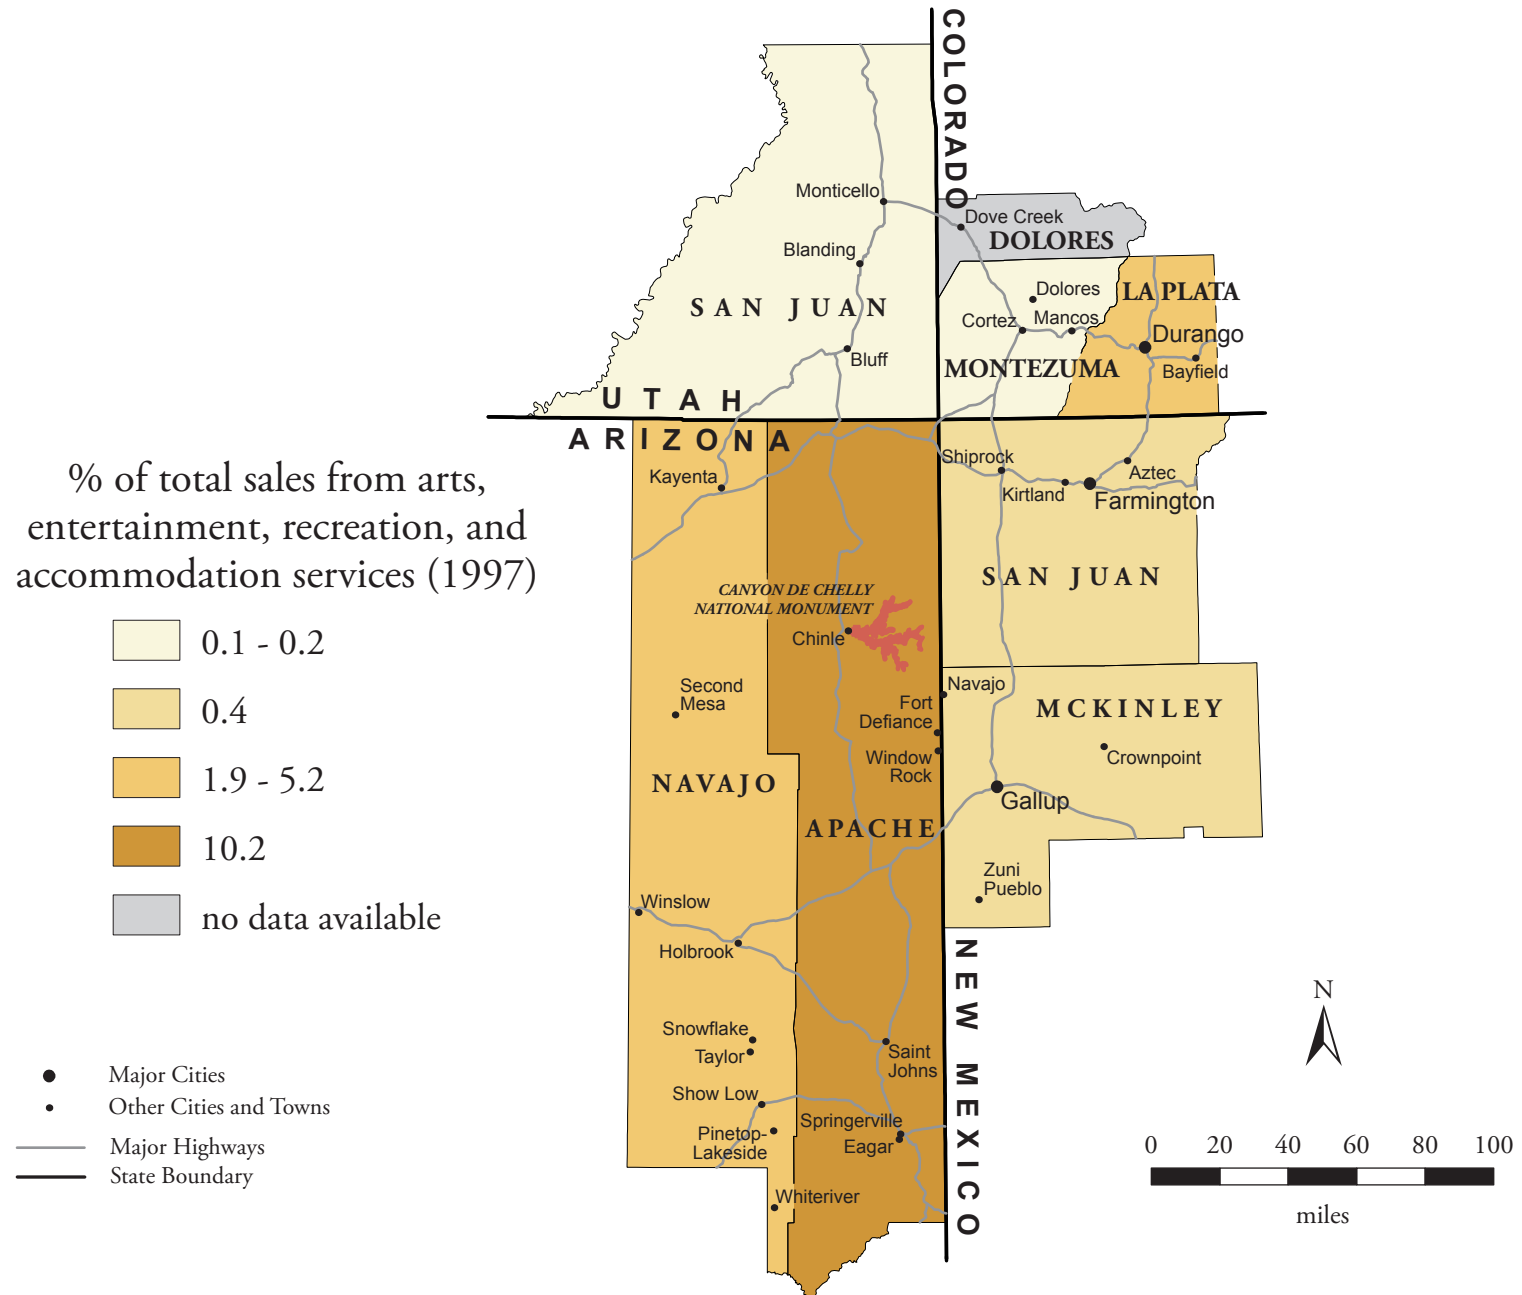 COLORADO
Monticello
Dove Creek
DOLORES
Blanding
Dolores
LA PLATA
SAN JUAN
Cortez
Mancos
Durango
Bluff
MONTEZUMA
Bayfield
UTAH
ARIZONA
Shiprock
Aztec
Kayenta
Kirtland
Farmington
% of total sales from arts,
entertainment, recreation, and
accommodation services (1997)
0.1 - 0.2
0.4
1.9 - 5.2
10.2
no data available
SAN JUAN
CANYON DE CHELLY
NATIONAL MONUMENT
Chinle
Second
Mesa
Navajo
Fort
Defiance
MCKINLEY
Window
Rock
Crownpoint
NAVAJO
Gallup
APACHE
Zuni
Pueblo
Winslow
Holbrook
NEW MEXICO
N
Snowflake
Taylor
Saint
Johns
Show Low
Springerville
Eagar
Pinetop-
Lakeside
Whiteriver
Major Cities
Other Cities and Towns
Major Highways
State Boundary
0 20 40 60 80 100
miles